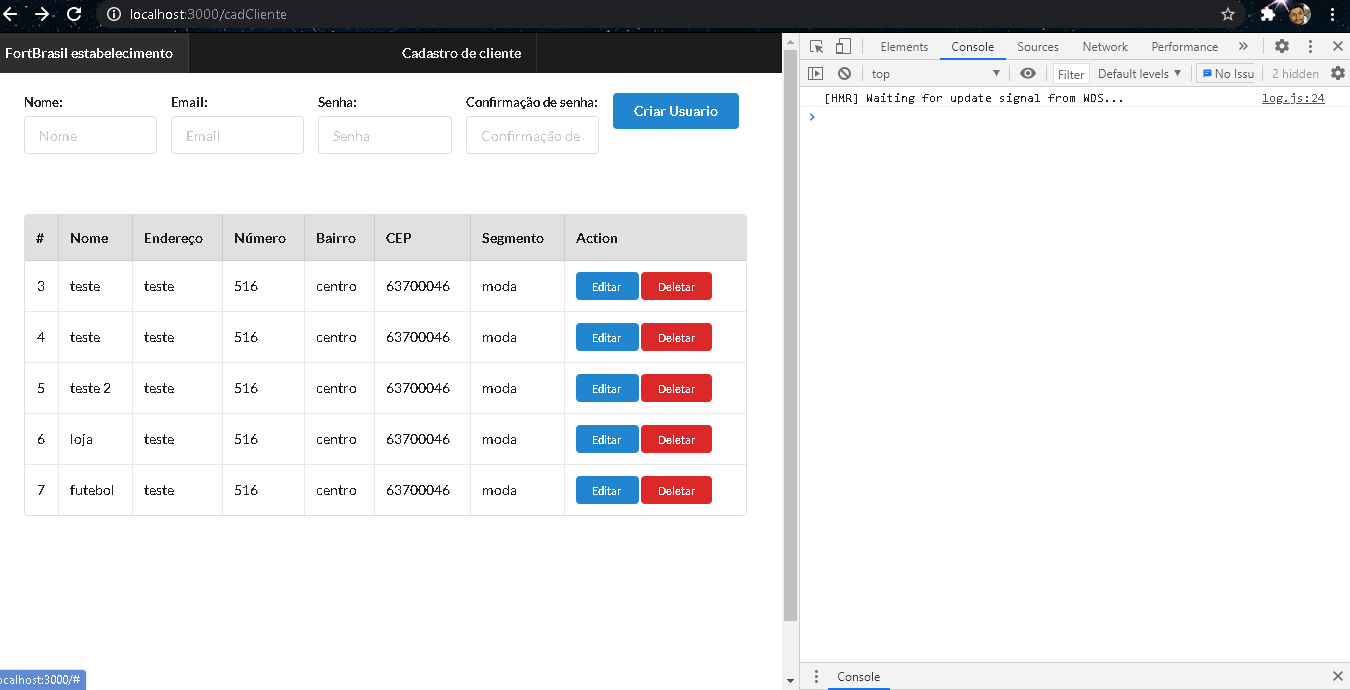 localhost:3000/cadCliente
FortBrasil estabelecimento Cadastro de cliente
Nome: Email: Senha: Confirmação de senha:
Nome Email Senha Confirmação de Criar Usuario
# Nome Endereço Número Bairro CEP Segmento Action
3 teste teste 516 centro 63700046 moda Editar Deletar
4 teste teste 516 centro 63700046 moda Editar Deletar
5 teste 2 teste 516 centro 63700046 moda Editar Deletar
6 loja teste 516 centro 63700046 moda Editar Deletar
7 futebol teste 516 centro 63700046 moda Editar Deletar
ocalhost:3000/#
Elements Console Sources Network Performance »
top Filter Default levels No Issu 2 hidden
[HMR] Waiting for update signal from WDS... log.js:24
Console